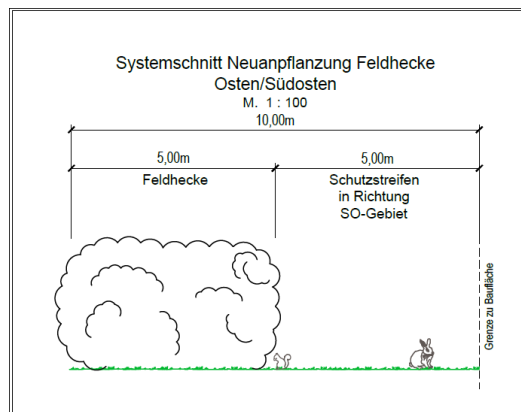 Systemschnitt Neuanpflanzung Feldhecke
Osten/Südosten
M. 1 : 100
10,00m
5,00m
5,00m
Feldhecke
Schutzstreifen
in Richtung
SO-Gebiet
Grenze zu Baufläche